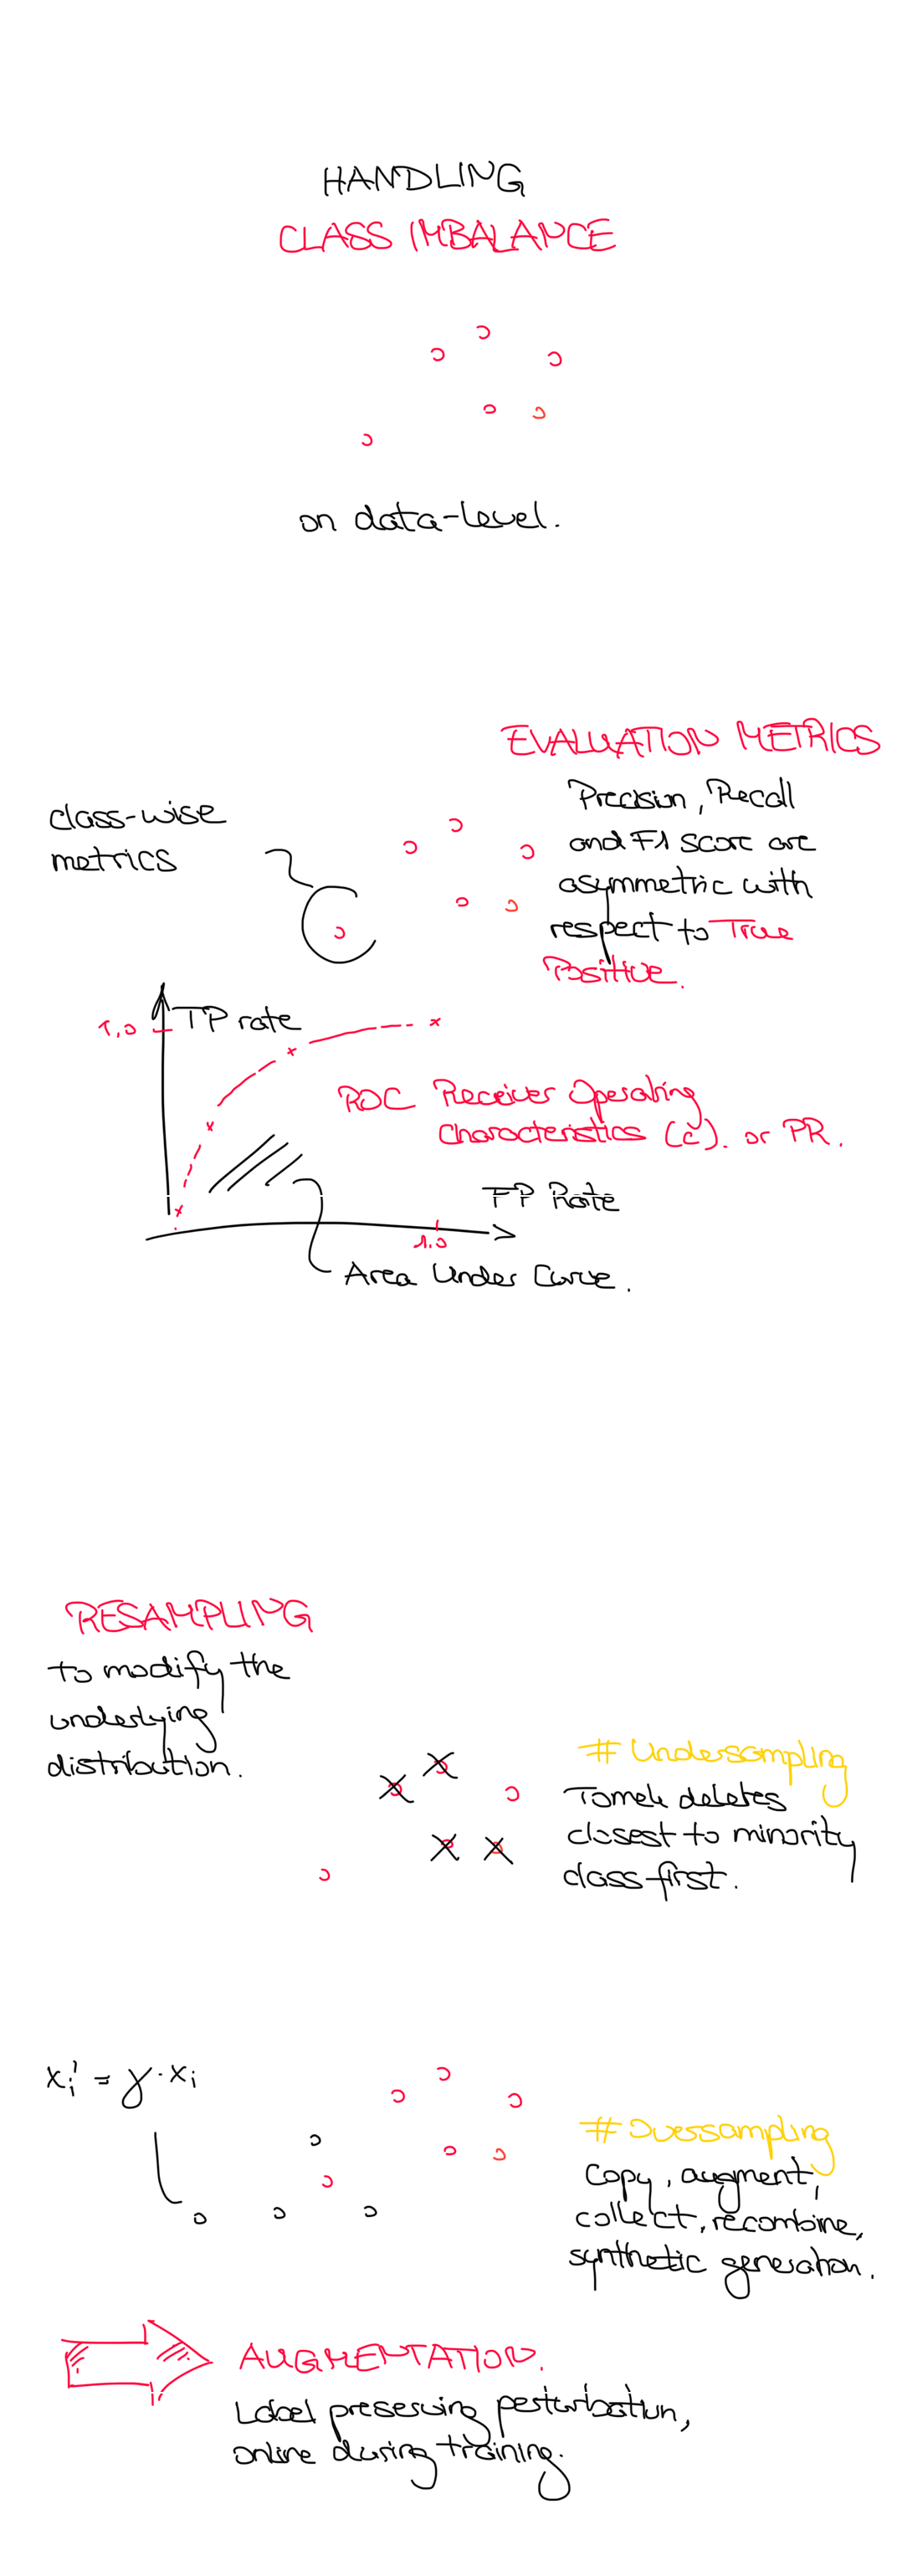 HANDLING
CLASS IMBALANCE
on data-level.
EVALUATION METRICS
Precision, Recall
and F1 score are
asymmetric with
respect to True
Positive.
class-wise
metrics
1,0
TP rate
ROC Receiver Operating
Characteristics (c). or PR.
FP Rate
1.0
Area Under Curve.
RESAMPLING
to modify the
underlying
distribution.
# Undersampling
Tomek deletes
closest to minority
class first.
xi' = γ · xi
# Oversampling
Copy, augment,
collect, recombine,
synthetic generation.
AUGMENTATION.
Label preserving perturbation,
online during training.